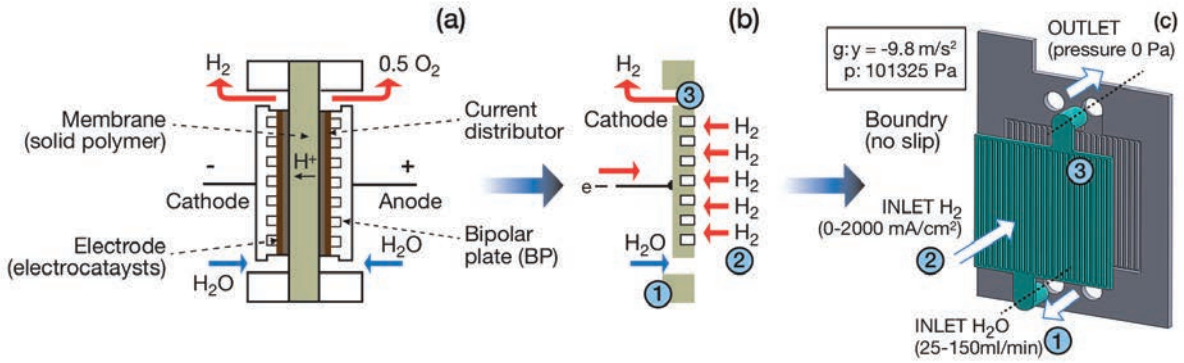 (a)
H₂
0.5 O₂
Membrane
(solid polymer)
Current
distributor
H⁺
-
+
Cathode
Anode
Electrode
(electrocataysts)
Bipolar
plate (BP)
H₂O
H₂O
(b)
H₂
3
Cathode
H₂
H₂
e-
H₂
H₂
H₂
H₂O
2
1
(c)
g:y = -9.8 m/s²
p: 101325 Pa
OUTLET
(pressure 0 Pa)
Boundry
(no slip)
3
INLET H₂
(0-2000 mA/cm²)
2
INLET H₂O
(25-150ml/min)
1